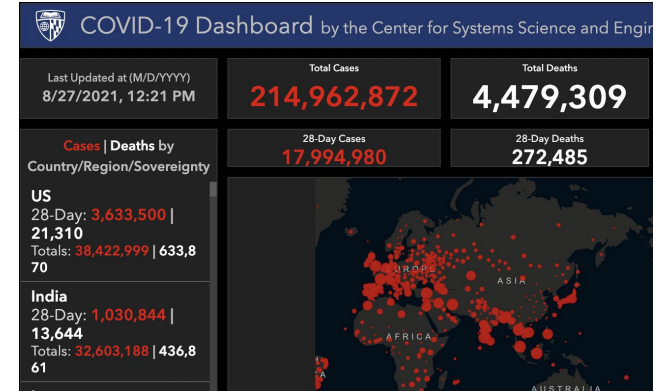 COVID-19 Dashboard by the Center for Systems Science and Engin
Last Updated at (M/D/YYYY)
8/27/2021, 12:21 PM
Total Cases
214,962,872
Total Deaths
4,479,309
28-Day Cases
17,994,980
28-Day Deaths
272,485
Cases | Deaths by
Country/Region/Sovereignty
US
28-Day: 3,633,500 |
21,310
Totals: 38,422,999 | 633,8
70
India
28-Day: 1,030,844 |
13,644
Totals: 32,603,188 | 436,8
61
EUROPE
ASIA
AFRICA
AUSTRALIA